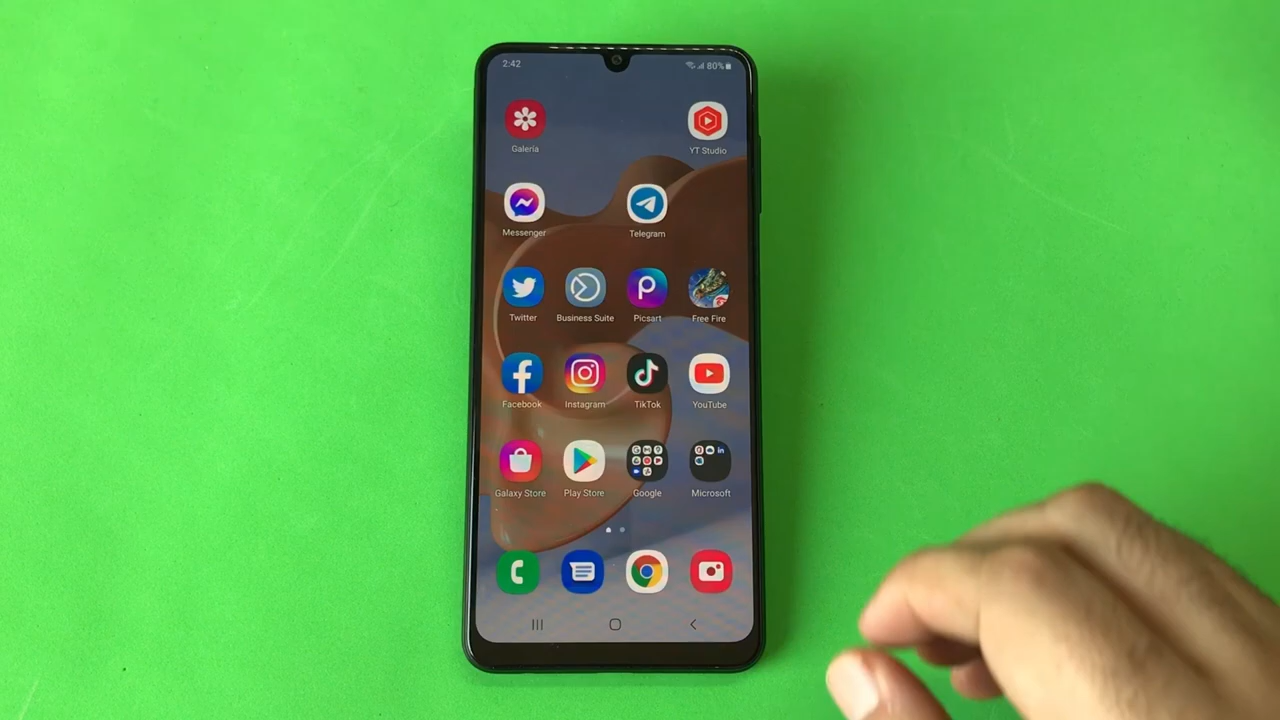 2:42 80%
Galería YT Studio
Messenger Telegram
Twitter Business Suite Picsart Free Fire
Facebook Instagram TikTok YouTube
Galaxy Store Play Store Google Microsoft